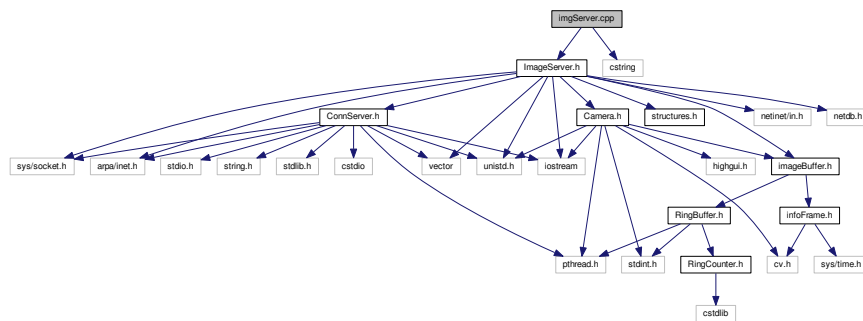 imgServer.cpp
ImageServer.h
cstring
ConnServer.h
Camera.h
structures.h
netinet/in.h
netdb.h
sys/socket.h
arpa/inet.h
stdio.h
string.h
stdlib.h
cstdio
vector
unistd.h
iostream
highgui.h
imageBuffer.h
RingBuffer.h
infoFrame.h
pthread.h
stdint.h
RingCounter.h
cv.h
sys/time.h
cstdlib